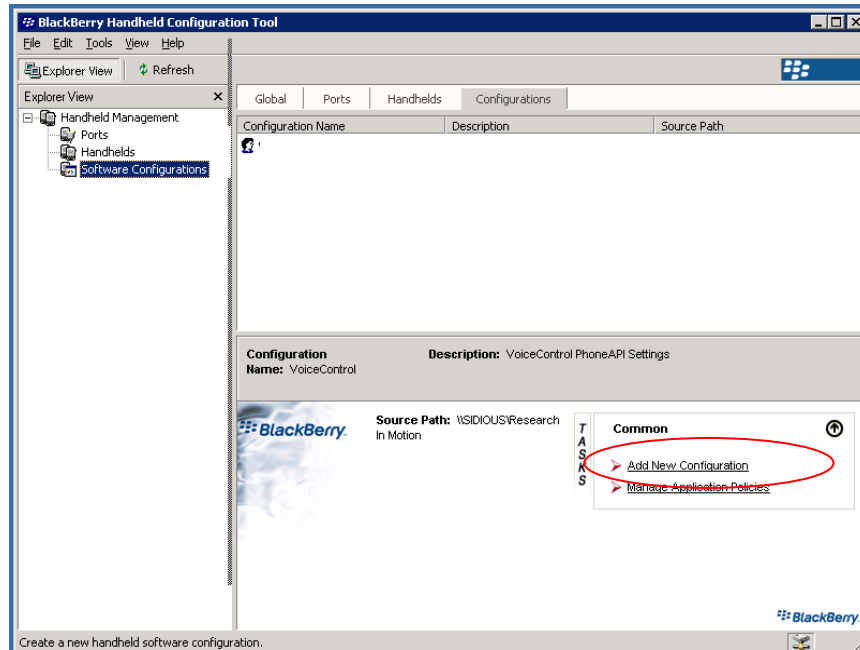 BlackBerry Handheld Configuration Tool
File Edit Tools View Help
Explorer View Refresh
Explorer View
Global Ports Handhelds Configurations
Handheld Management
Ports
Handhelds
Software Configurations
Configuration Name Description Source Path
Configuration Name: VoiceControl
Description: VoiceControl PhoneAPI Settings
BlackBerry.
Source Path: \\SIDIOUS\Research
In Motion
TASKS
Common
Add New Configuration
Manage Application Policies
BlackBerry.
Create a new handheld software configuration.